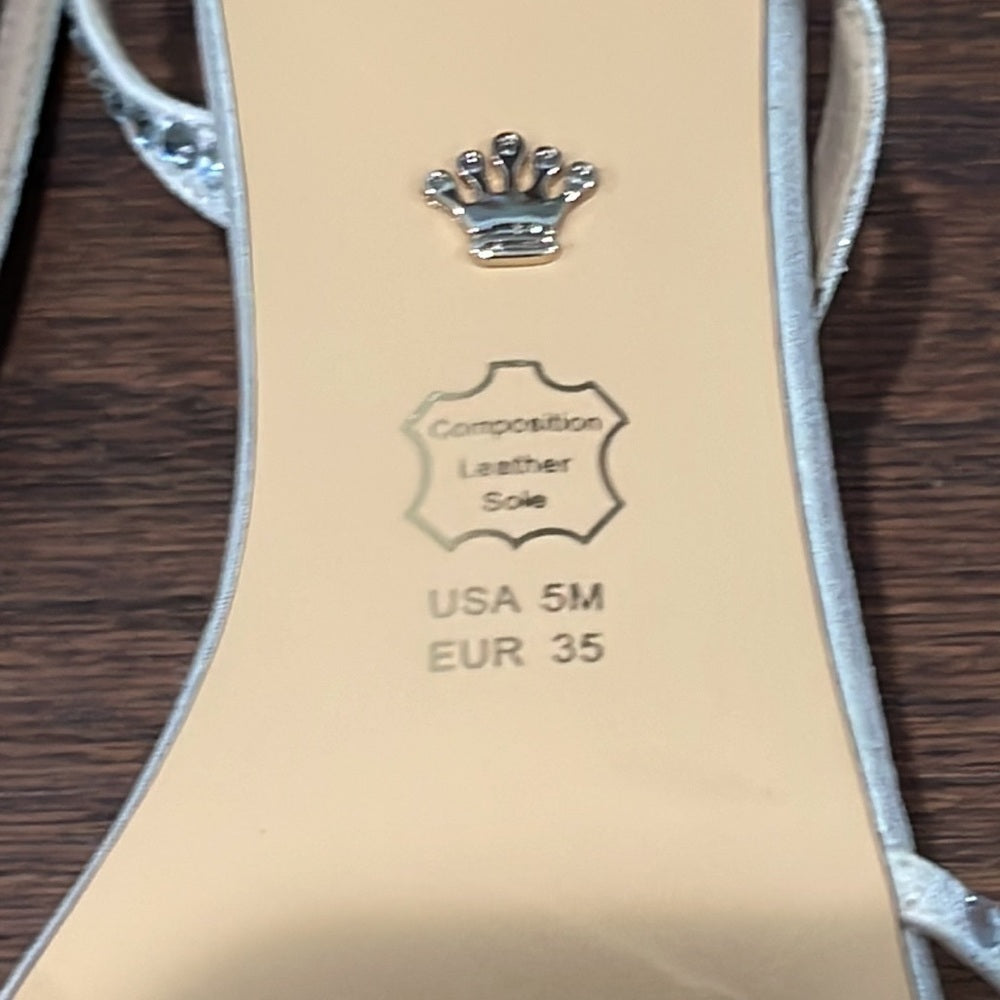 Composition
Leather
Sole
USA 5M
EUR 35